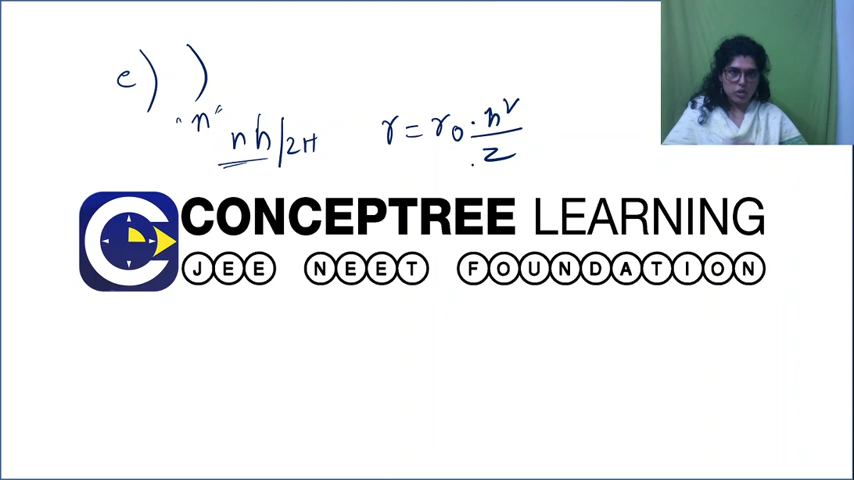 e) )
"n"
nh/2π
r = r₀ . n²/z
CONCEPTREE LEARNING
JEE NEET FOUNDATION